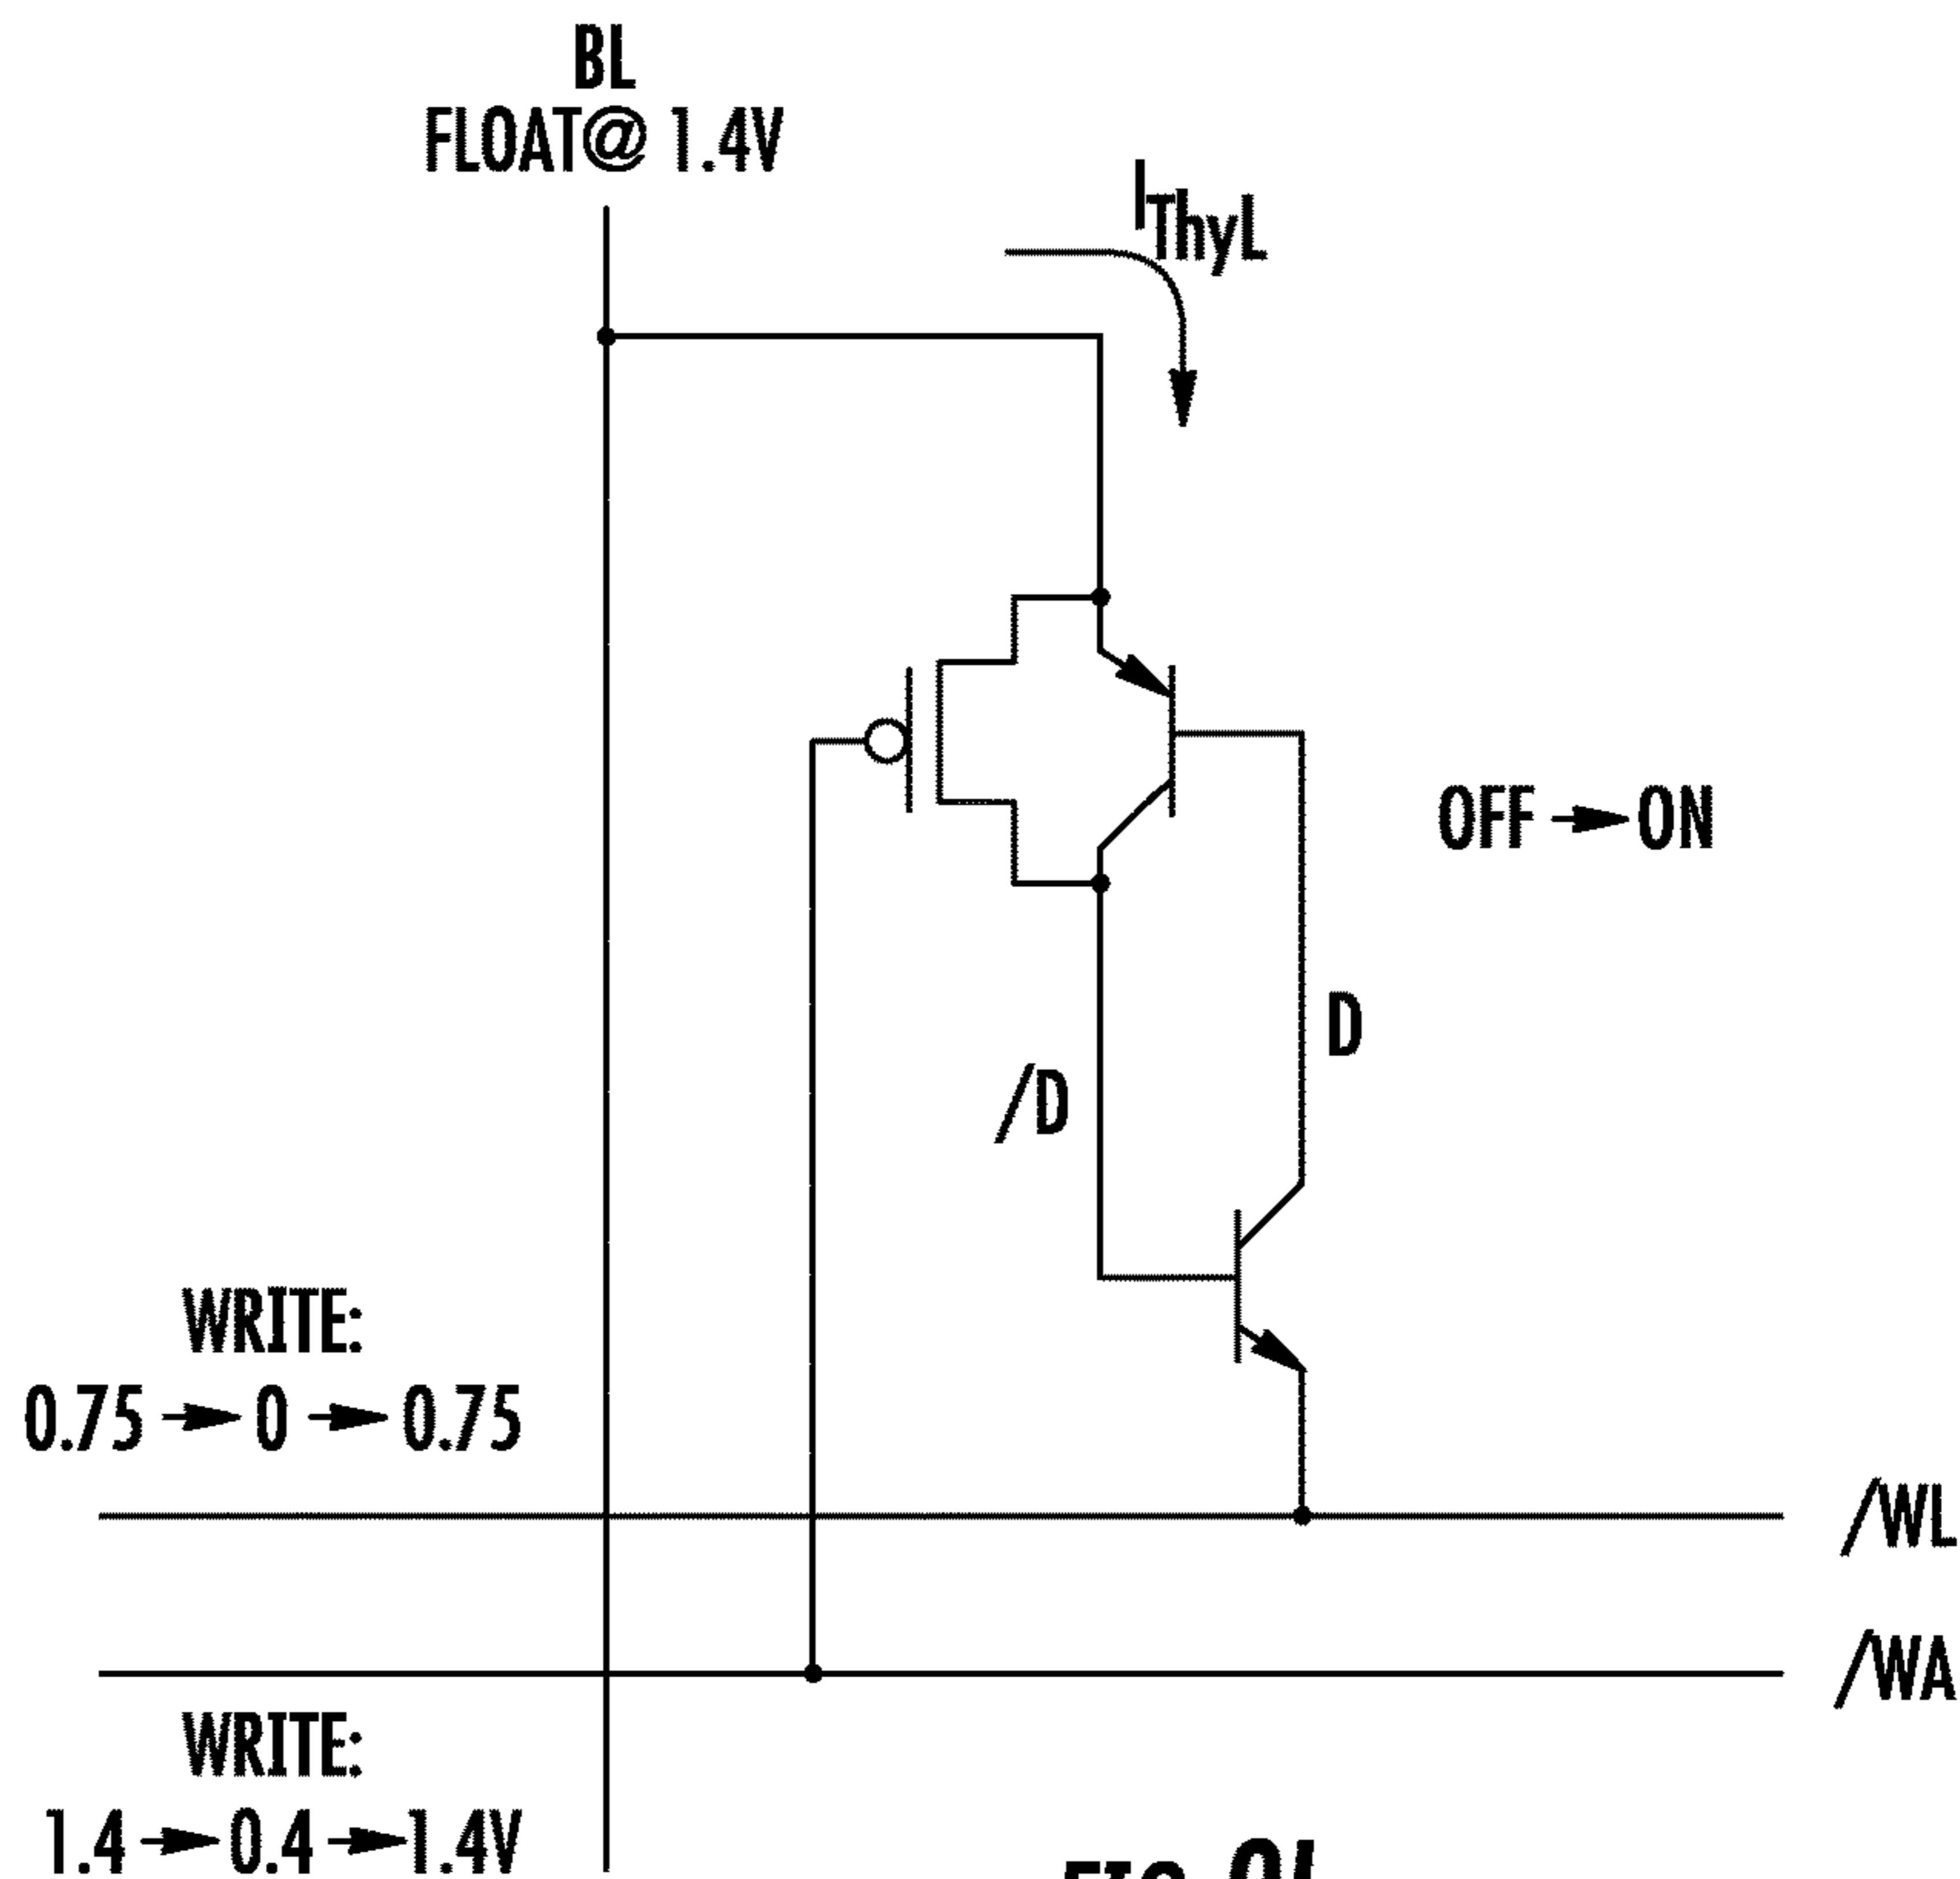 BL
FLOAT@ 1.4V
IThyL
OFF → ON
D
/D
WRITE:
0.75 → 0 → 0.75
/WL
/WA
WRITE:
1.4 → 0.4 → 1.4V